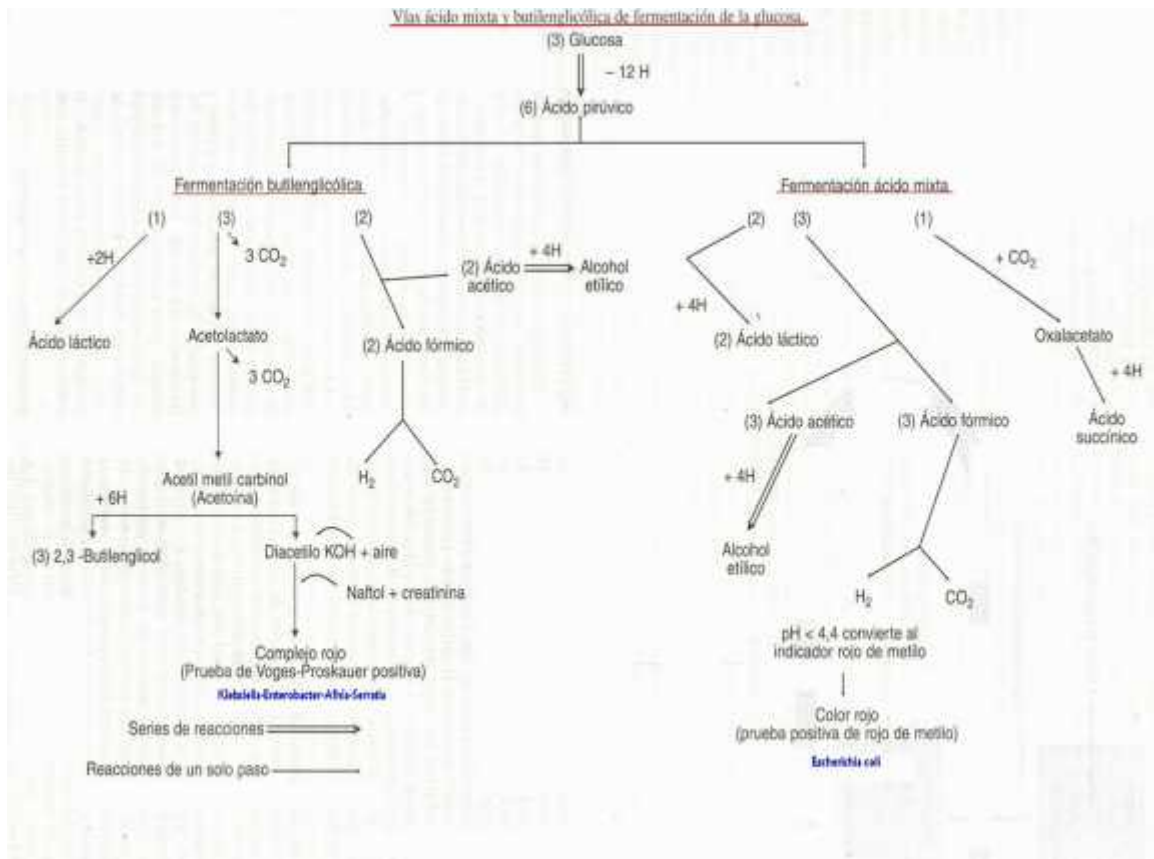 Vías ácido mixta y butilenglicólica de fermentación de la glucosa.
(3) Glucosa
– 12 H
(6) Ácido pirúvico
Fermentación butilenglicólica
(1)
(3)
(2)
+2H
3 CO2
(2) Ácido
acético
+ 4H
Alcohol
etílico
Ácido láctico
Acetolactato
(2) Ácido fórmico
3 CO2
H2
CO2
Acetil metil carbinol
(Acetoína)
+ 6H
(3) 2,3 -Butilenglicol
Diacetilo KOH + aire
Naftol + creatinina
Complejo rojo
(Prueba de Voges-Proskauer positiva)
Klebsiella-Enterobacter-Afnia-Serratia
Series de reacciones
Reacciones de un solo paso
Fermentación ácido mixta
(2)
(3)
(1)
+ CO2
+ 4H
(2) Ácido láctico
Oxalacetato
+ 4H
(3) Ácido acético
(3) Ácido fórmico
Ácido
succínico
+ 4H
Alcohol
etílico
H2
CO2
pH < 4,4 convierte al
indicador rojo de metilo
Color rojo
(prueba positiva de rojo de metilo)
Escherichia coli